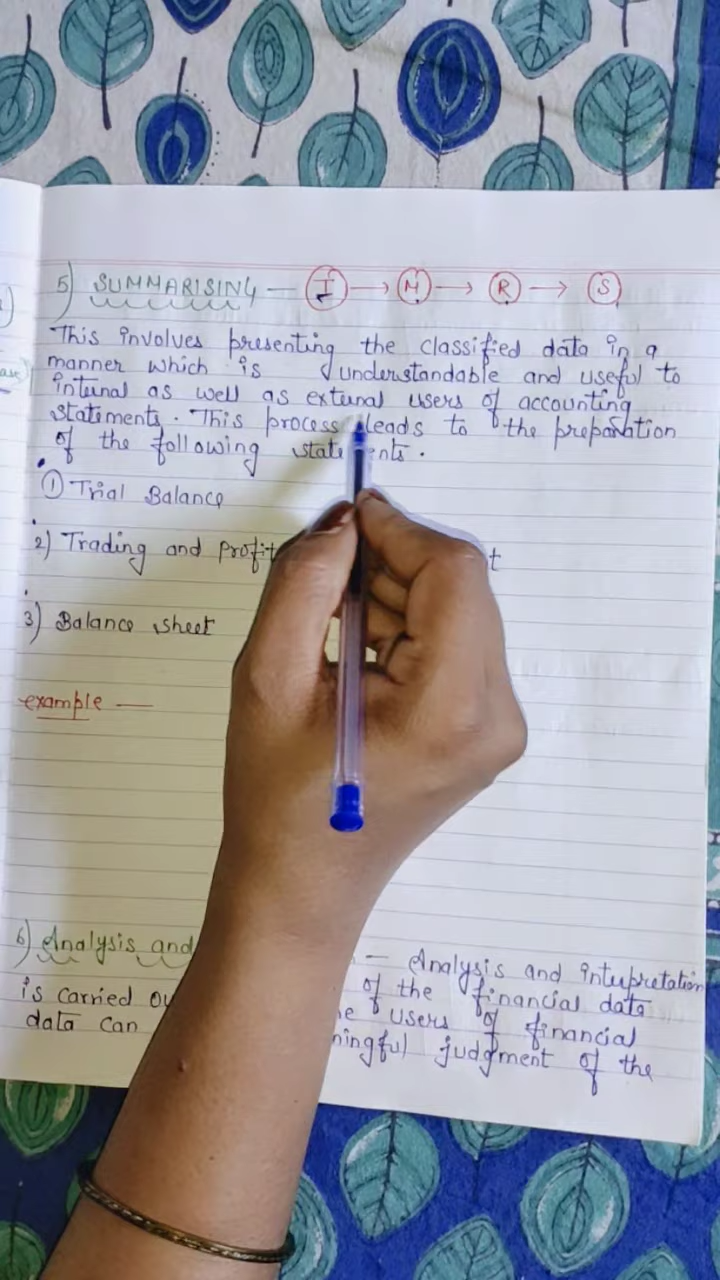 5) SUMMARISING — I → M → R → S
This involves presenting the classified data in a
manner which is understandable and useful to
internal as well as external users of accounting
statements. This process leads to the preparation
of the following statements.
① Trial Balance
2) Trading and profit
3) Balance sheet
example —
6) Analysis and — Analysis and interpretation
is carried of the financial data
data can users of financial
judgment of the